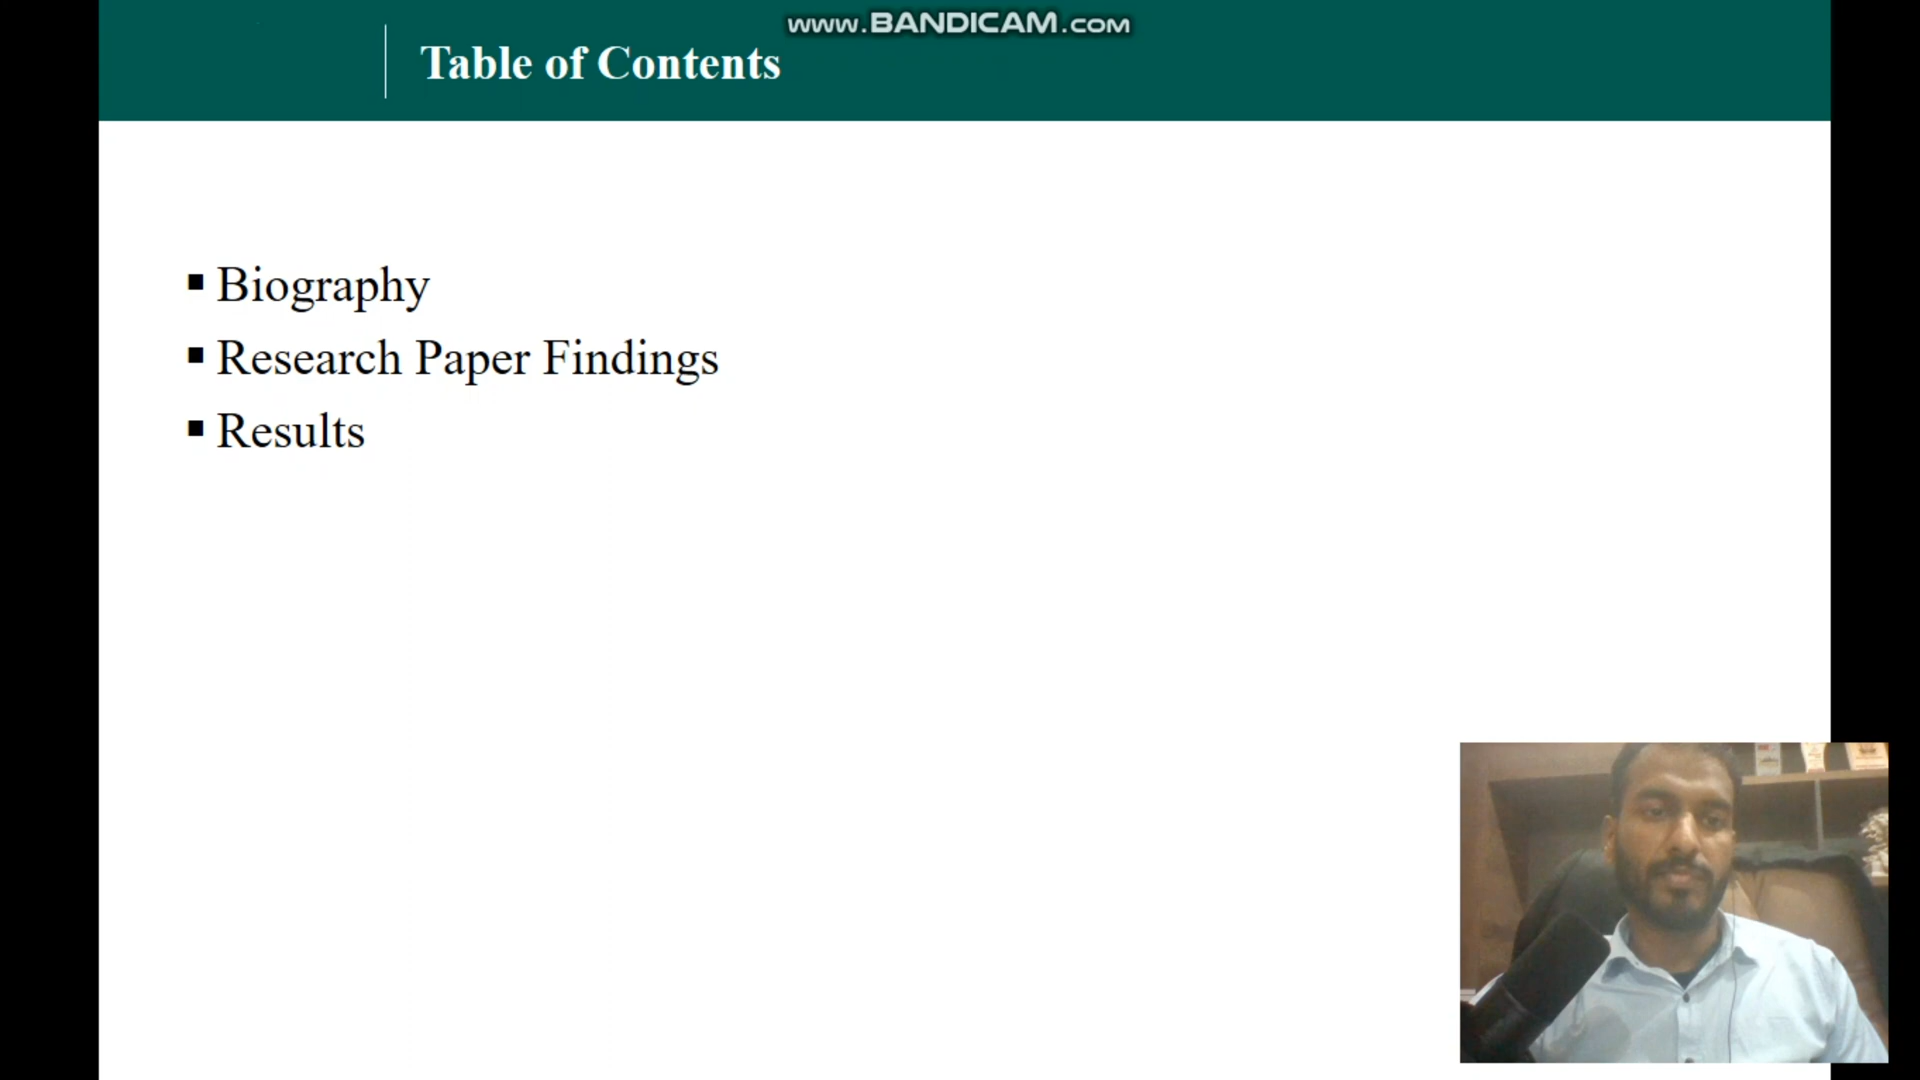 www.BANDICAM.com
Table of Contents
▪ Biography
▪ Research Paper Findings
▪ Results